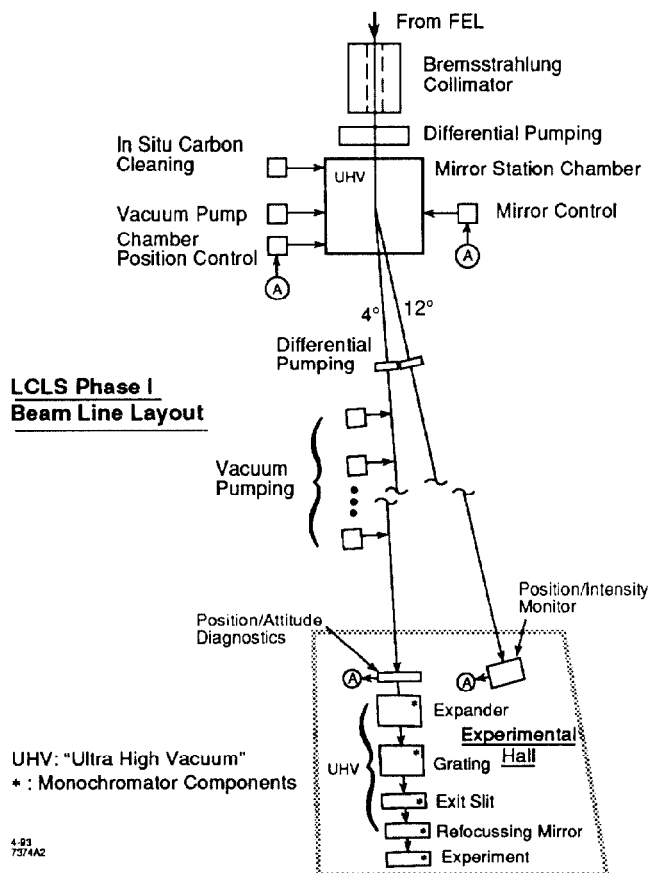 From FEL
Bremsstrahlung
Collimator
Differential Pumping
In Situ Carbon
Cleaning
UHV
Mirror Station Chamber
Vacuum Pump
Mirror Control
Chamber
Position Control
A
A
4°
12°
Differential
Pumping
LCLS Phase I
Beam Line Layout
Vacuum
Pumping
Position/Intensity
Monitor
Position/Attitude
Diagnostics
A
A
* Expander
Experimental
Hall
UHV: "Ultra High Vacuum"
UHV
* Grating
* : Monochromator Components
* Exit Slit
* Refocussing Mirror
* Experiment
4-93
7374A2